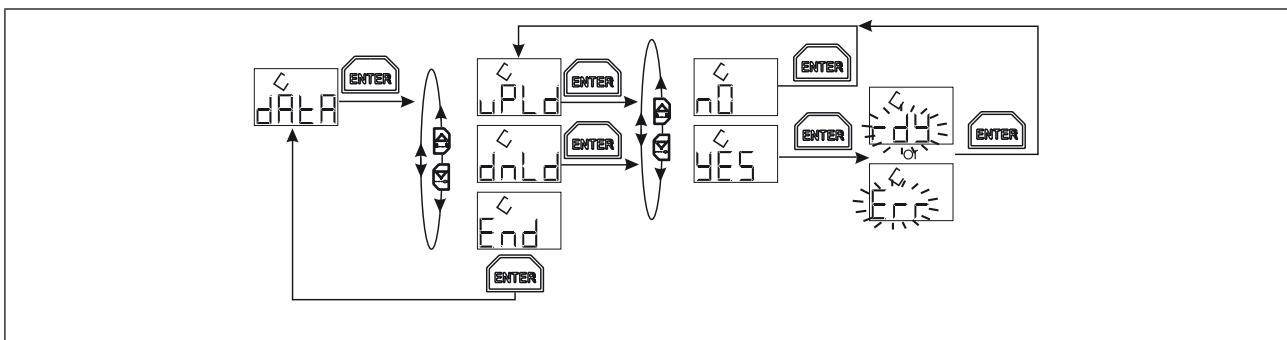 dAtA
ENTER
uPLd
ENTER
dnLd
ENTER
End
ENTER
nO
ENTER
YES
ENTER
rdY
or
Err
ENTER